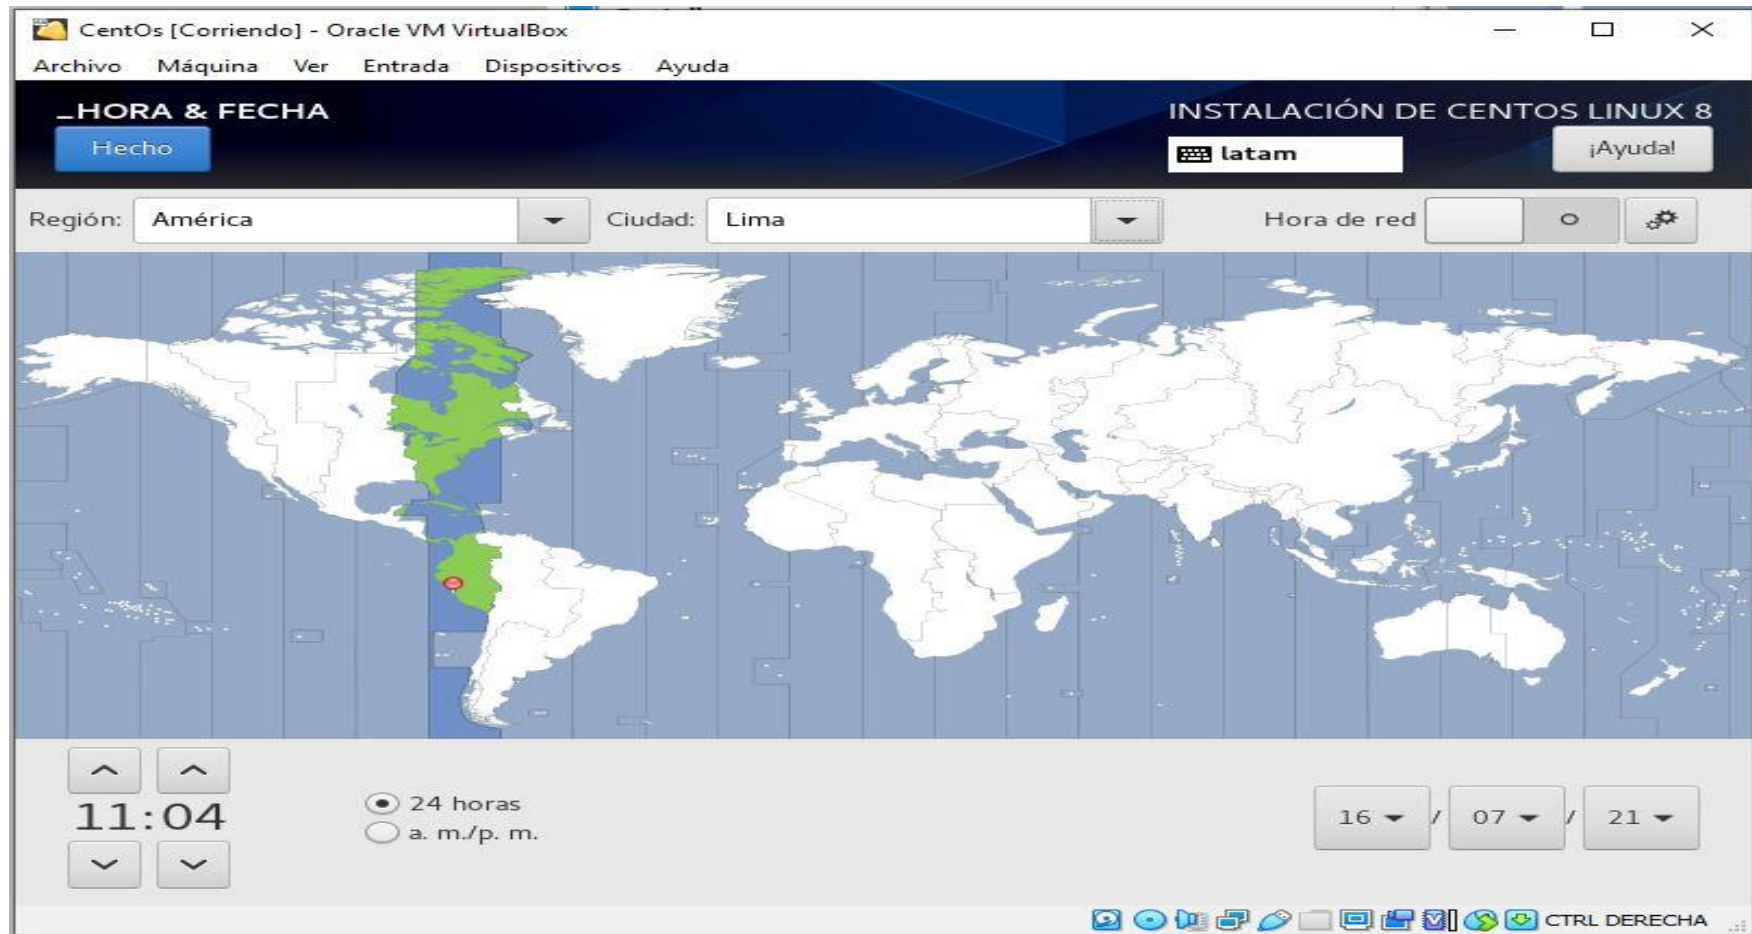 CentOs [Corriendo] - Oracle VM VirtualBox
Archivo Máquina Ver Entrada Dispositivos Ayuda
_HORA & FECHA
INSTALACIÓN DE CENTOS LINUX 8
Hecho
latam
¡Ayuda!
Región: América
Ciudad: Lima
Hora de red
O
11:04
24 horas
a. m./p. m.
16 / 07 / 21
CTRL DERECHA